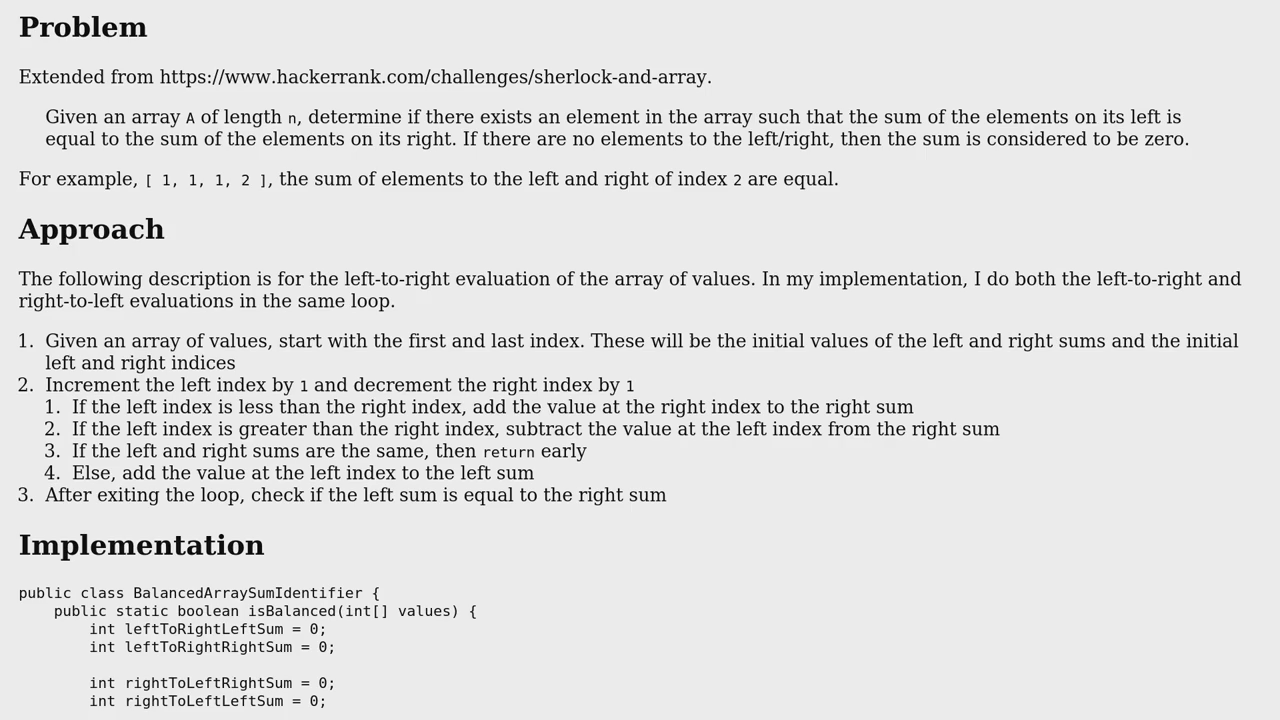 Problem
Extended from https://www.hackerrank.com/challenges/sherlock-and-array.
Given an array A of length n, determine if there exists an element in the array such that the sum of the elements on its left is
equal to the sum of the elements on its right. If there are no elements to the left/right, then the sum is considered to be zero.
For example, [ 1, 1, 1, 2 ], the sum of elements to the left and right of index 2 are equal.
Approach
The following description is for the left-to-right evaluation of the array of values. In my implementation, I do both the left-to-right and
right-to-left evaluations in the same loop.
1. Given an array of values, start with the first and last index. These will be the initial values of the left and right sums and the initial
left and right indices
2. Increment the left index by 1 and decrement the right index by 1
1. If the left index is less than the right index, add the value at the right index to the right sum
2. If the left index is greater than the right index, subtract the value at the left index from the right sum
3. If the left and right sums are the same, then return early
4. Else, add the value at the left index to the left sum
3. After exiting the loop, check if the left sum is equal to the right sum
Implementation
public class BalancedArraySumIdentifier {
    public static boolean isBalanced(int[] values) {
        int leftToRightLeftSum = 0;
        int leftToRightRightSum = 0;

        int rightToLeftRightSum = 0;
        int rightToLeftLeftSum = 0;